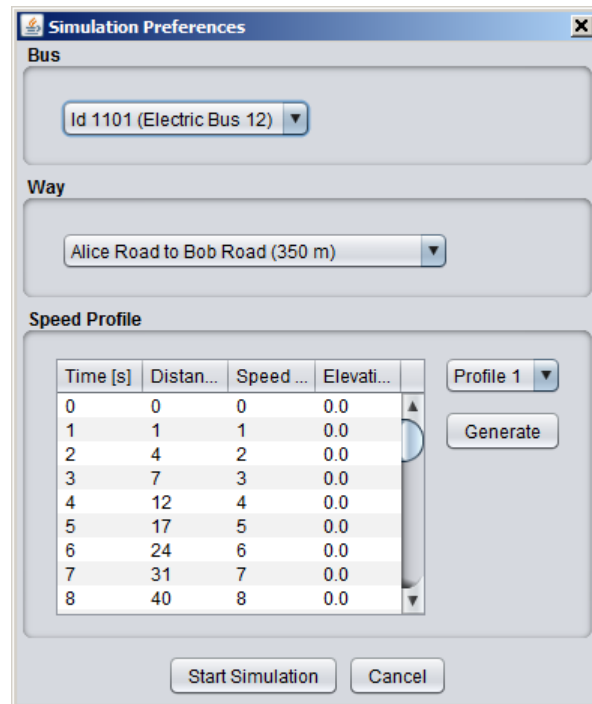 Simulation Preferences
Bus
Id 1101 (Electric Bus 12)
Way
Alice Road to Bob Road (350 m)
Speed Profile
Time [s] Distan... Speed ... Elevati...
Profile 1
0 0 0 0.0
1 1 1 0.0
Generate
2 4 2 0.0
3 7 3 0.0
4 12 4 0.0
5 17 5 0.0
6 24 6 0.0
7 31 7 0.0
8 40 8 0.0
Start Simulation Cancel